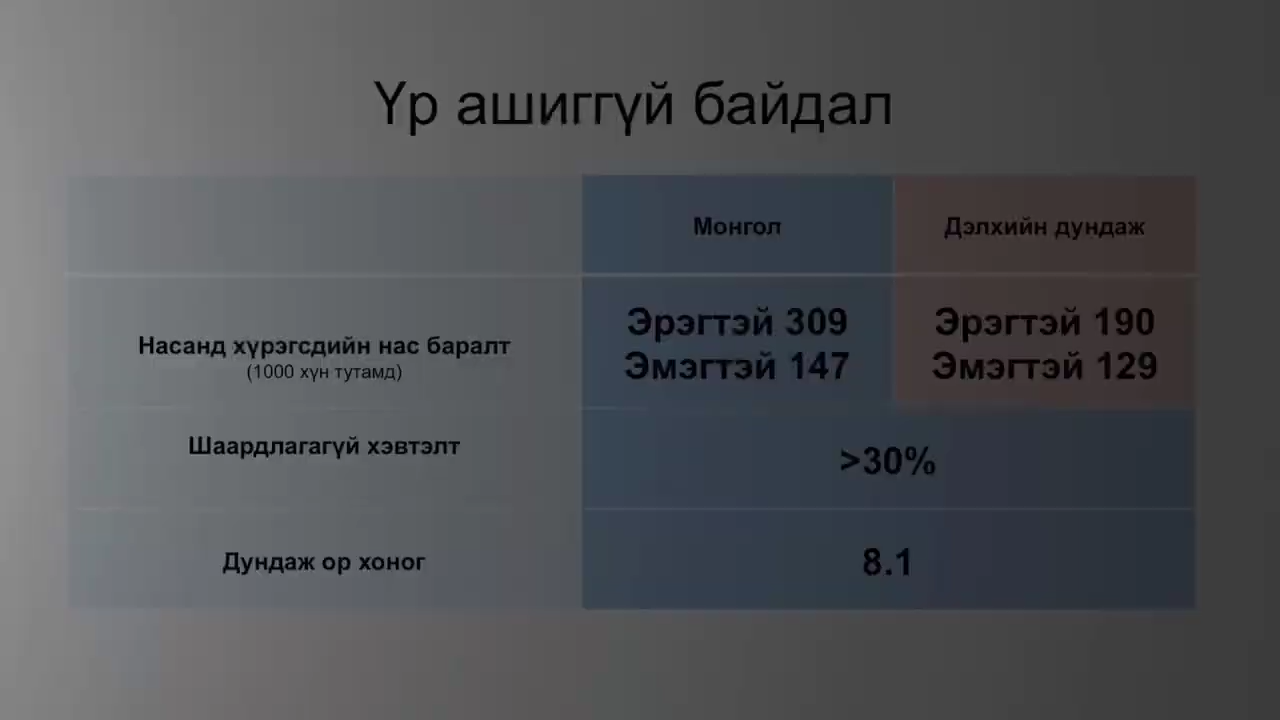 Үр ашиггүй байдал
Монгол
Дэлхийн дундаж
Насанд хүрэгсдийн нас баралт
(1000 хүн тутамд)
Эрэгтэй 309
Эмэгтэй 147
Эрэгтэй 190
Эмэгтэй 129
Шаардлагагүй хэвтэлт
>30%
Дундаж ор хоног
8.1